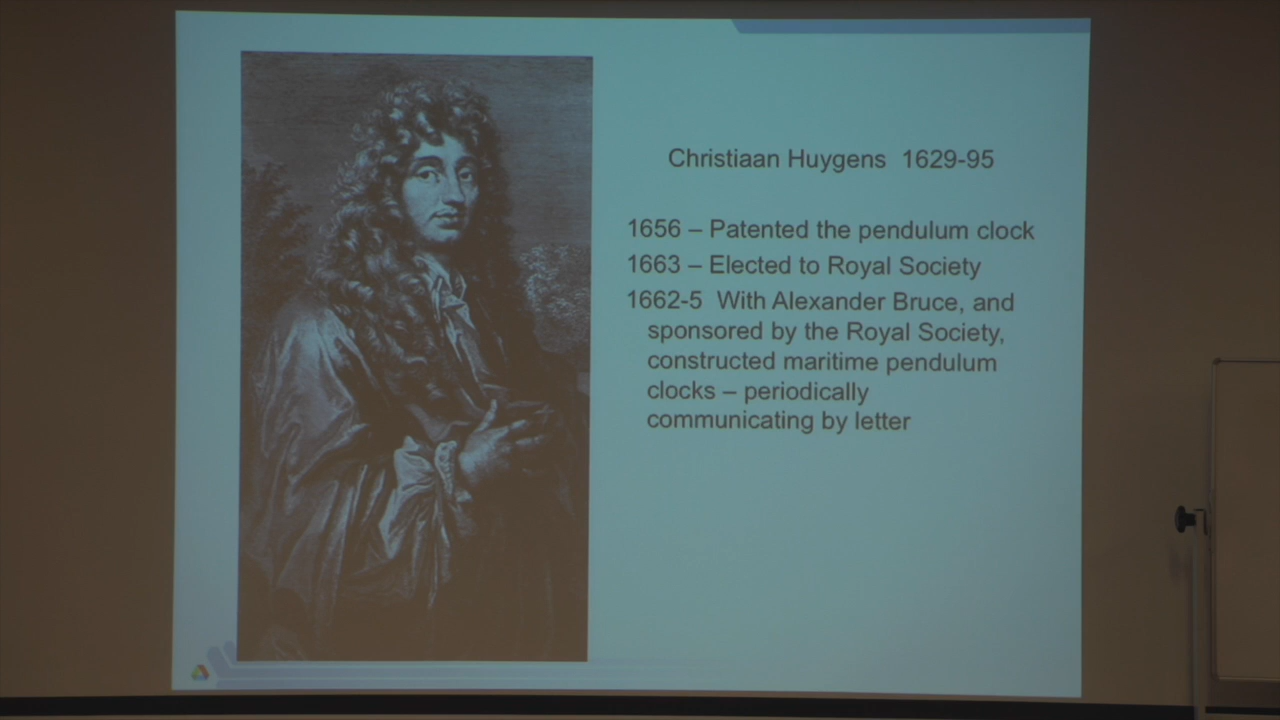 Christiaan Huygens 1629-95
1656 – Patented the pendulum clock
1663 – Elected to Royal Society
1662-5 With Alexander Bruce, and
sponsored by the Royal Society,
constructed maritime pendulum
clocks – periodically
communicating by letter